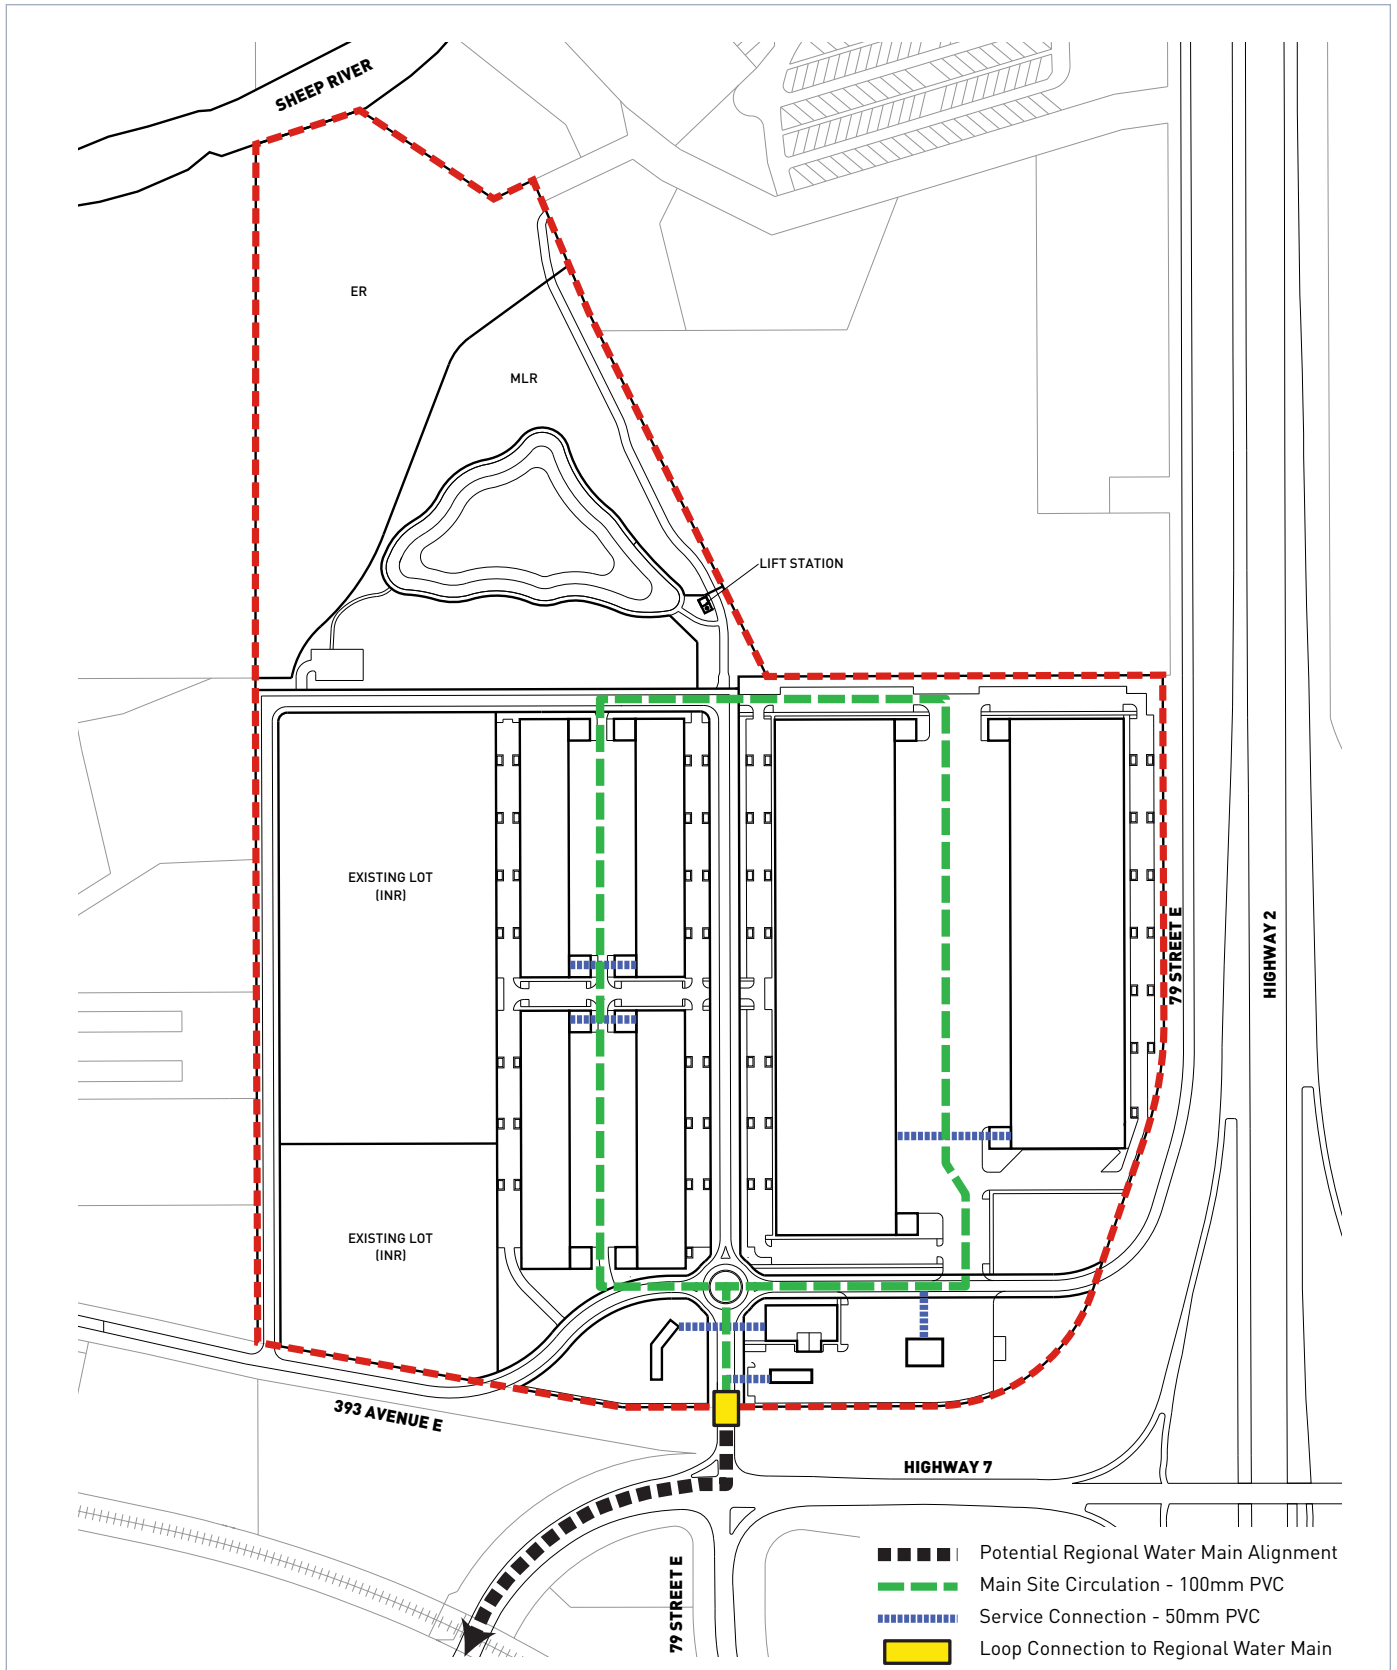 SHEEP RIVER
ER
MLR
LIFT STATION
EXISTING LOT
(INR)
79 STREET E
HIGHWAY 2
EXISTING LOT
(INR)
393 AVENUE E
HIGHWAY 7
79 STREET E
Potential Regional Water Main Alignment
Main Site Circulation - 100mm PVC
Service Connection - 50mm PVC
Loop Connection to Regional Water Main